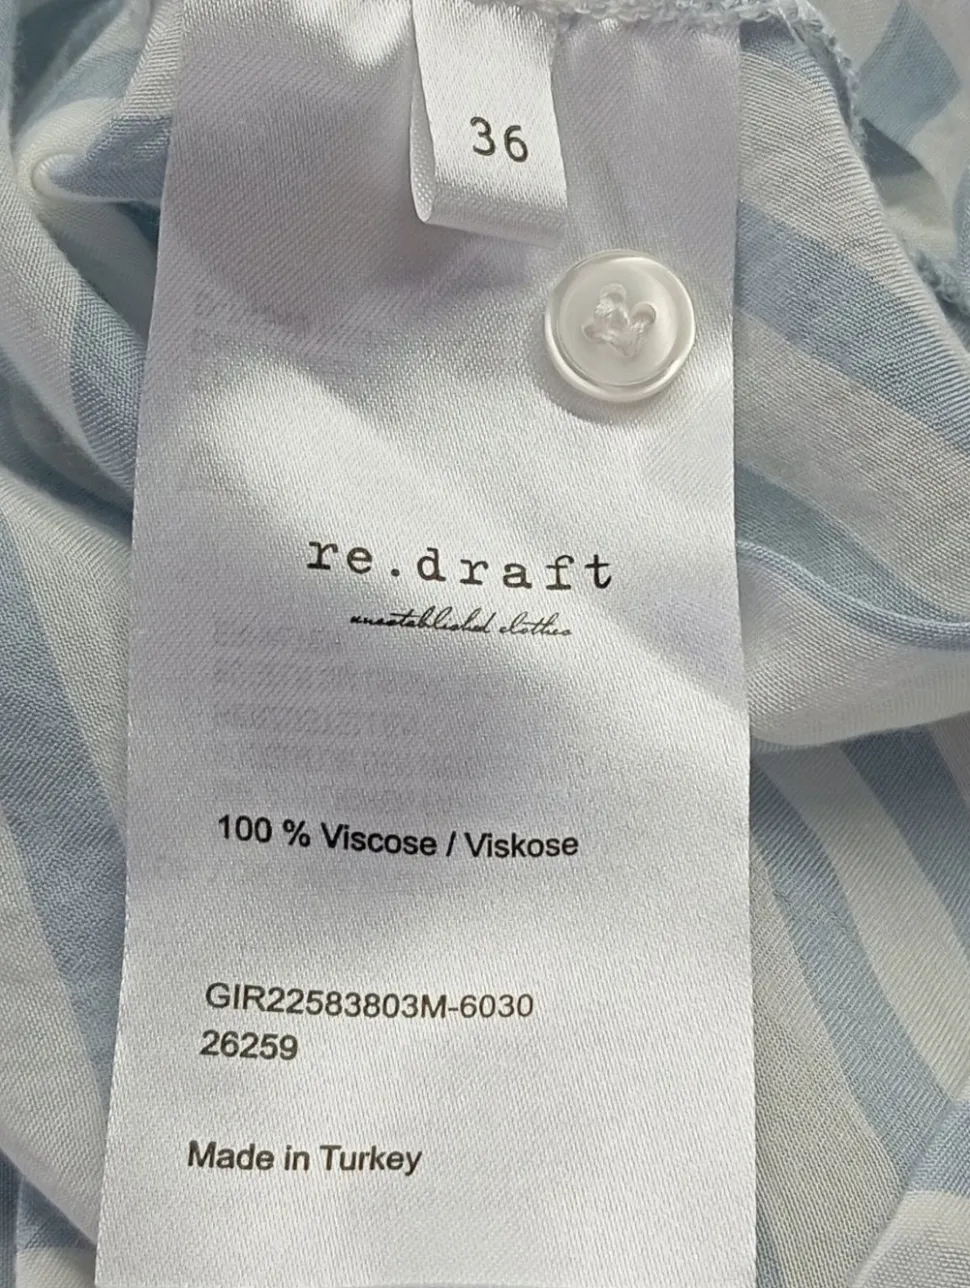 36
re.draft
unestablished clothes
100 % Viscose / Viskose
GIR22583803M-6030
26259
Made in Turkey